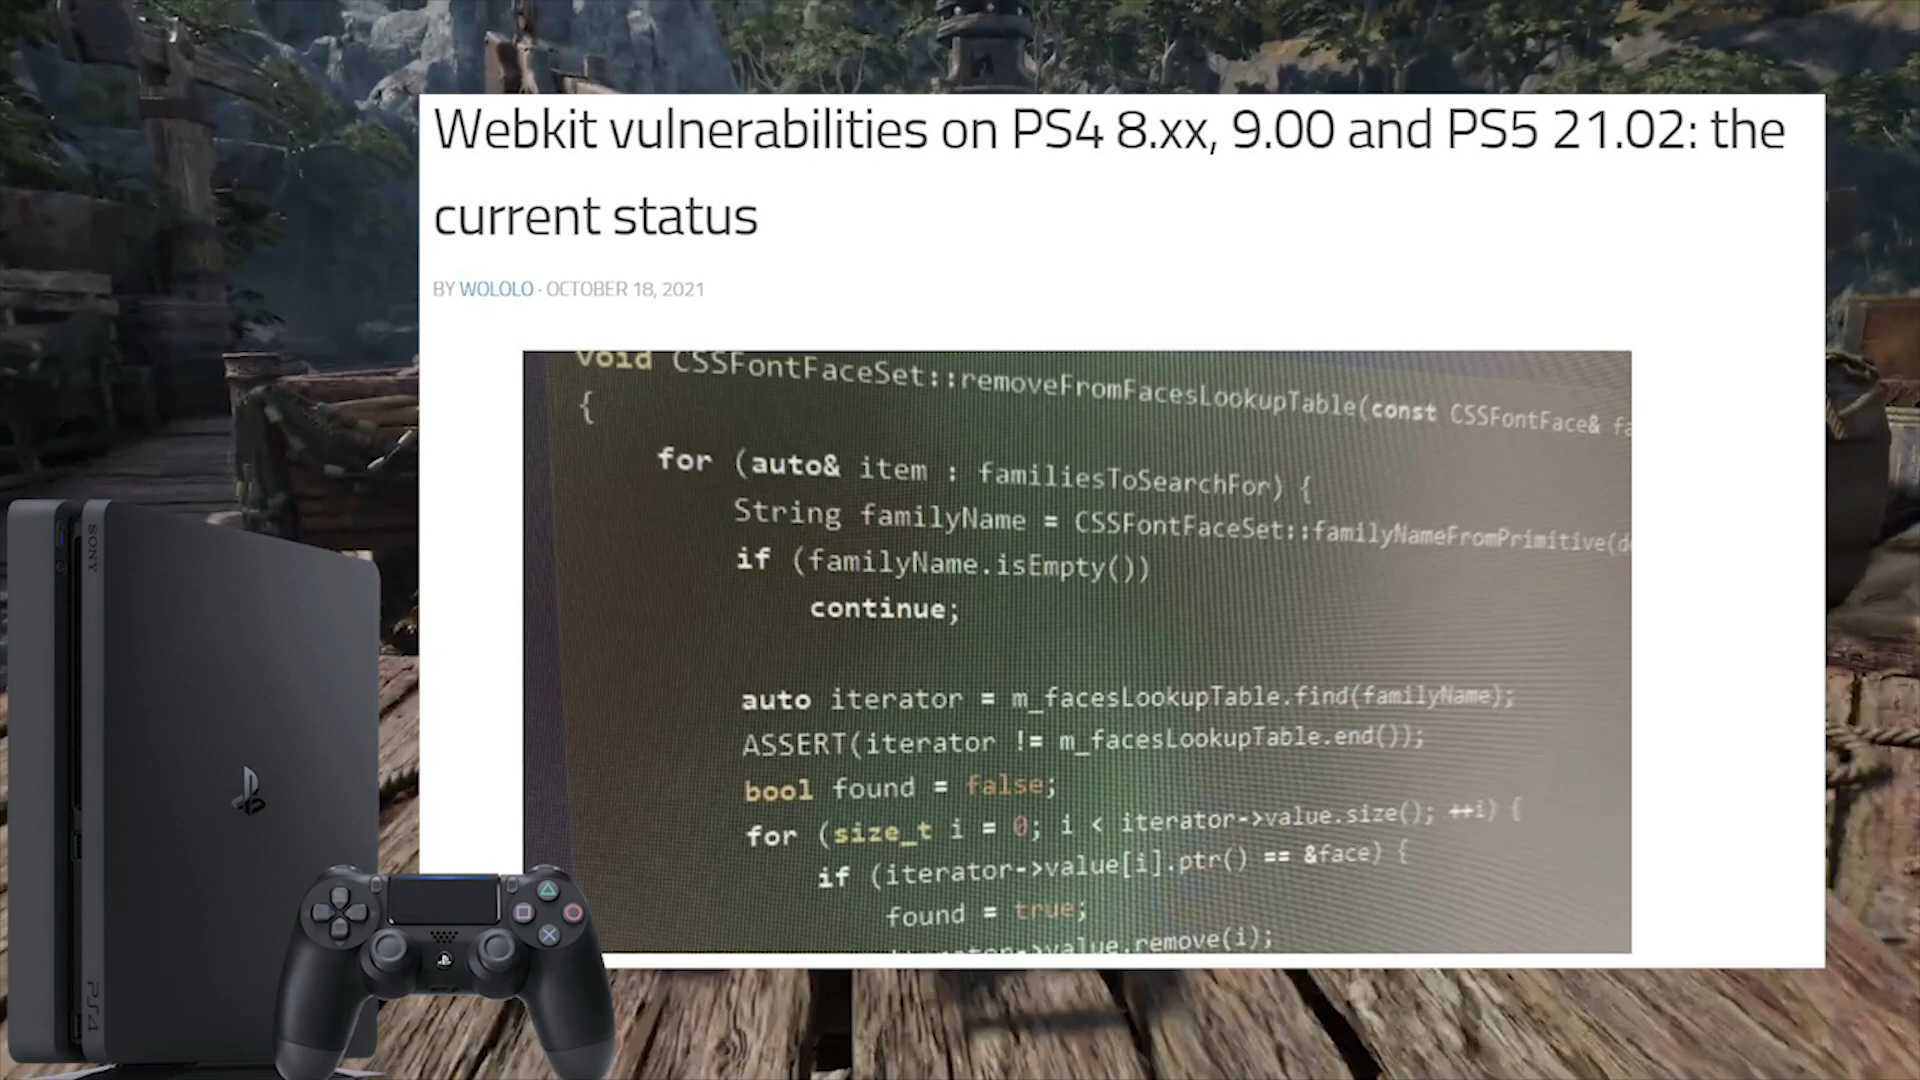 Webkit vulnerabilities on PS4 8.xx, 9.00 and PS5 21.02: the
current status
BY WOLOLO · OCTOBER 18, 2021
void CSSFontFaceSet::removeFromFacesLookupTable(const CSSFontFace&
{
for (auto& item : familiesToSearchFor) {
String familyName = CSSFontFaceSet::familyNameFromPrimitive(
if (familyName.isEmpty())
continue;
auto iterator = m_facesLookupTable.find(familyName);
ASSERT(iterator != m_facesLookupTable.end());
bool found = false;
for (size_t i = 0; i < iterator->value.size(); ++i) {
if (iterator->value[i].ptr() == &face) {
found = true;
iterator->value.remove(i);
SONY
PS4